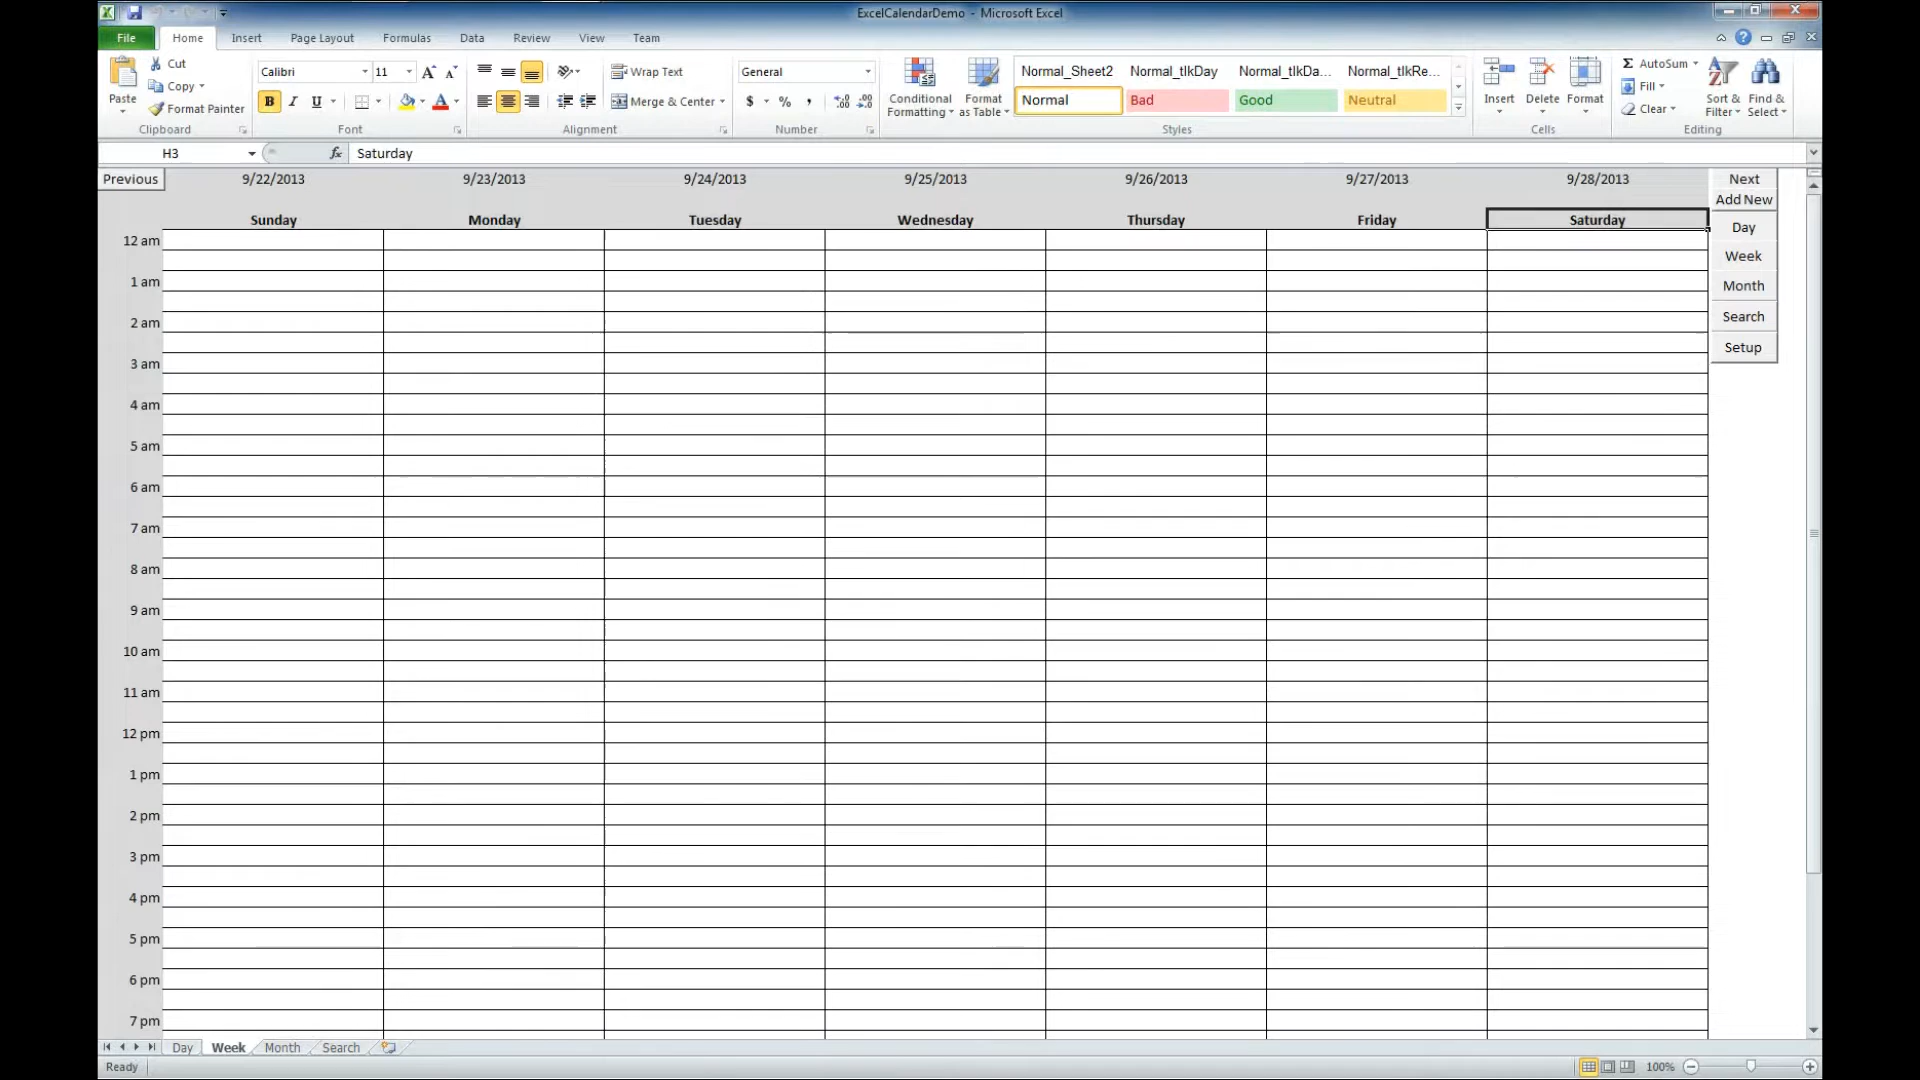 ExcelCalendarDemo - Microsoft Excel
File Home Insert Page Layout Formulas Data Review View Team
Paste
Cut
Copy
Format Painter
Clipboard
Calibri 11
B I U
Font
Wrap Text
Merge & Center
Alignment
General
$ % ,
Number
Conditional Formatting
Format as Table
Normal_Sheet2 Normal_tlkDay Normal_tlkDa... Normal_tlkRe...
Normal Bad Good Neutral
Styles
Insert Delete Format
Cells
Σ AutoSum
Fill
Clear
Sort & Filter
Find & Select
Editing
H3 fx Saturday
Previous 9/22/2013 9/23/2013 9/24/2013 9/25/2013 9/26/2013 9/27/2013 9/28/2013 Next
Add New
Sunday Monday Tuesday Wednesday Thursday Friday Saturday
Day
Week
Month
Search
Setup
12 am
1 am
2 am
3 am
4 am
5 am
6 am
7 am
8 am
9 am
10 am
11 am
12 pm
1 pm
2 pm
3 pm
4 pm
5 pm
6 pm
7 pm
Day Week Month Search
Ready 100%